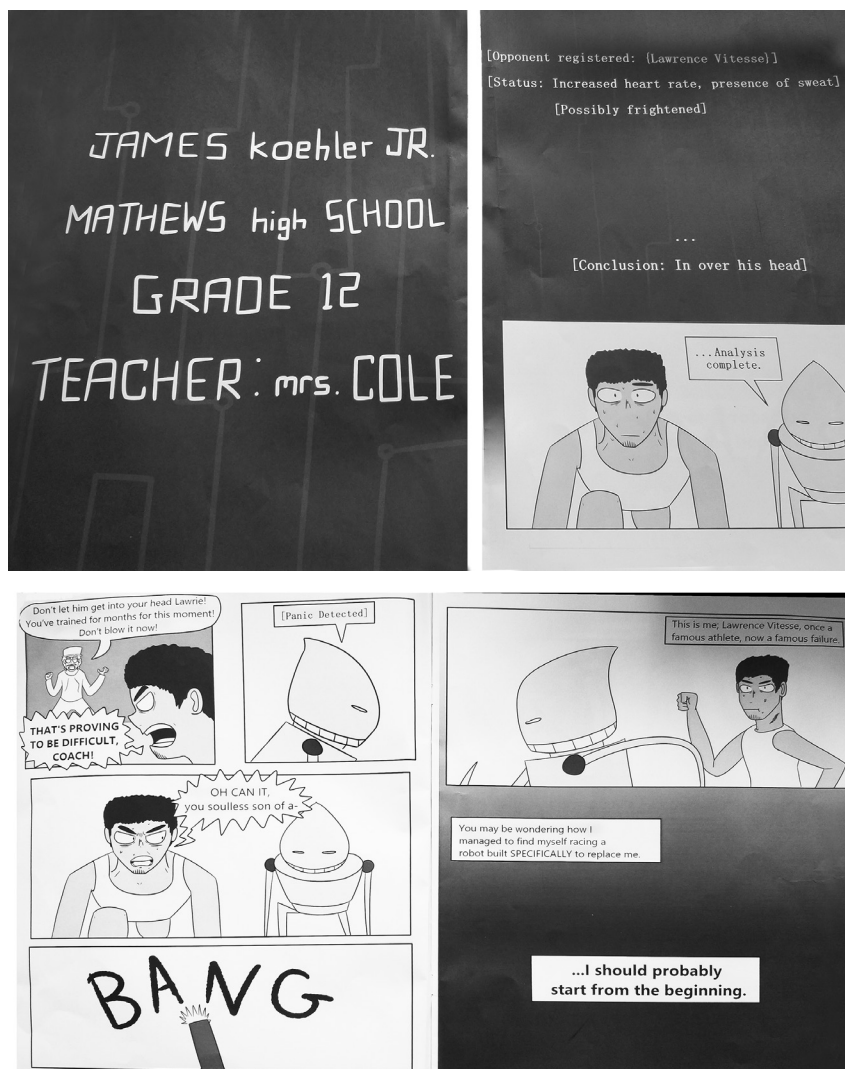 JAMES koehler JR.
MATHEWS high SCHOOL
GRADE 12
TEACHER: mrs. COLE
[Opponent registered: {Lawrence Vitesse}]
[Status: Increased heart rate, presence of sweat]
[Possibly frightened]
...
[Conclusion: In over his head]
...Analysis
complete.
Don't let him get into your head Lawrie!
You've trained for months for this moment!
Don't blow it now!
THAT'S PROVING
TO BE DIFFICULT,
COACH!
[Panic Detected]
OH CAN IT,
you soulless son of a-
BANG
This is me; Lawrence Vitesse, once a
famous athlete, now a famous failure.
You may be wondering how I
managed to find myself racing a
robot built SPECIFICALLY to replace me.
...I should probably
start from the beginning.